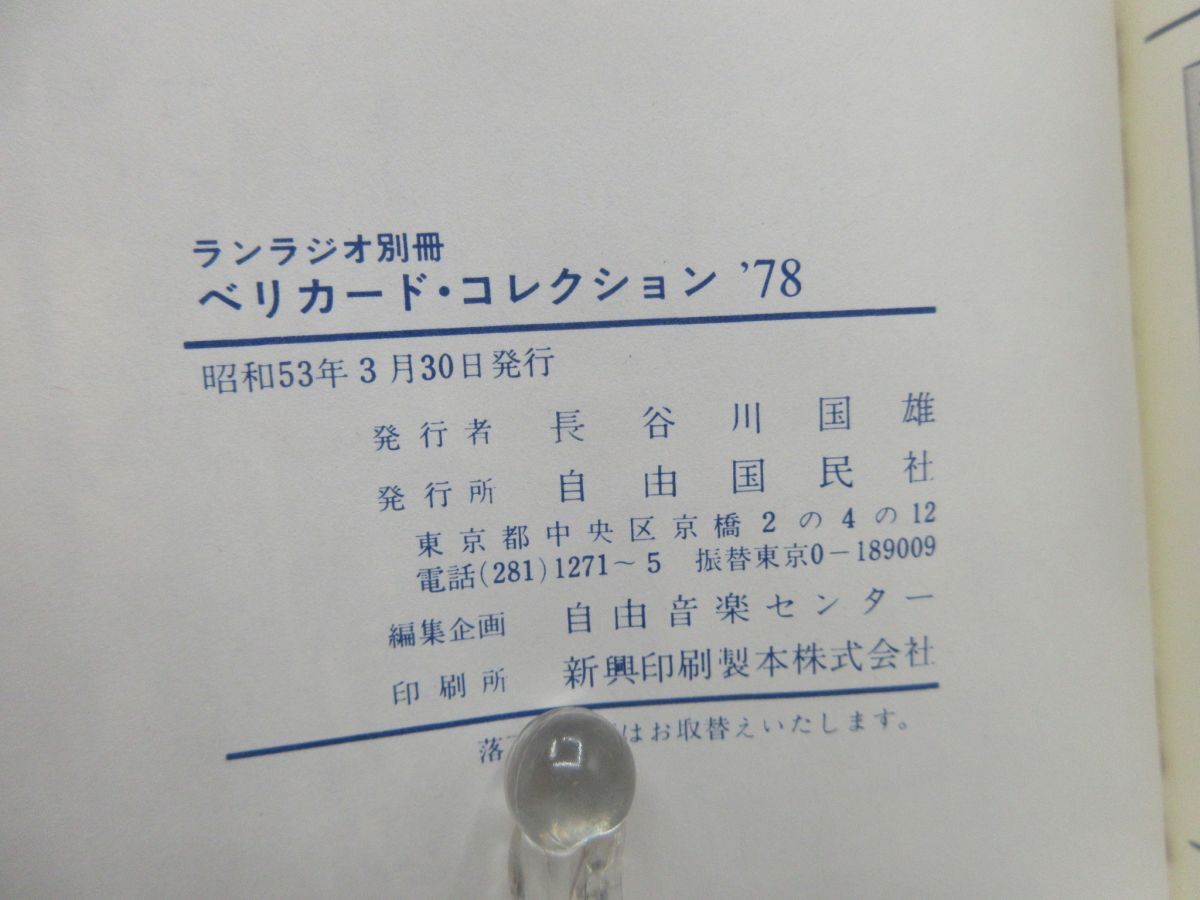 ランラジオ別冊
ベリカード・コレクション ’78
昭和53年3月30日発行
発行者 長谷川国雄
発行所 自由国民社
東京都中央区京橋2の4の12
電話(281)1271〜5 振替東京0-189009
編集企画 自由音楽センター
印刷所 新興印刷製本株式会社
落 はお取替えいたします。